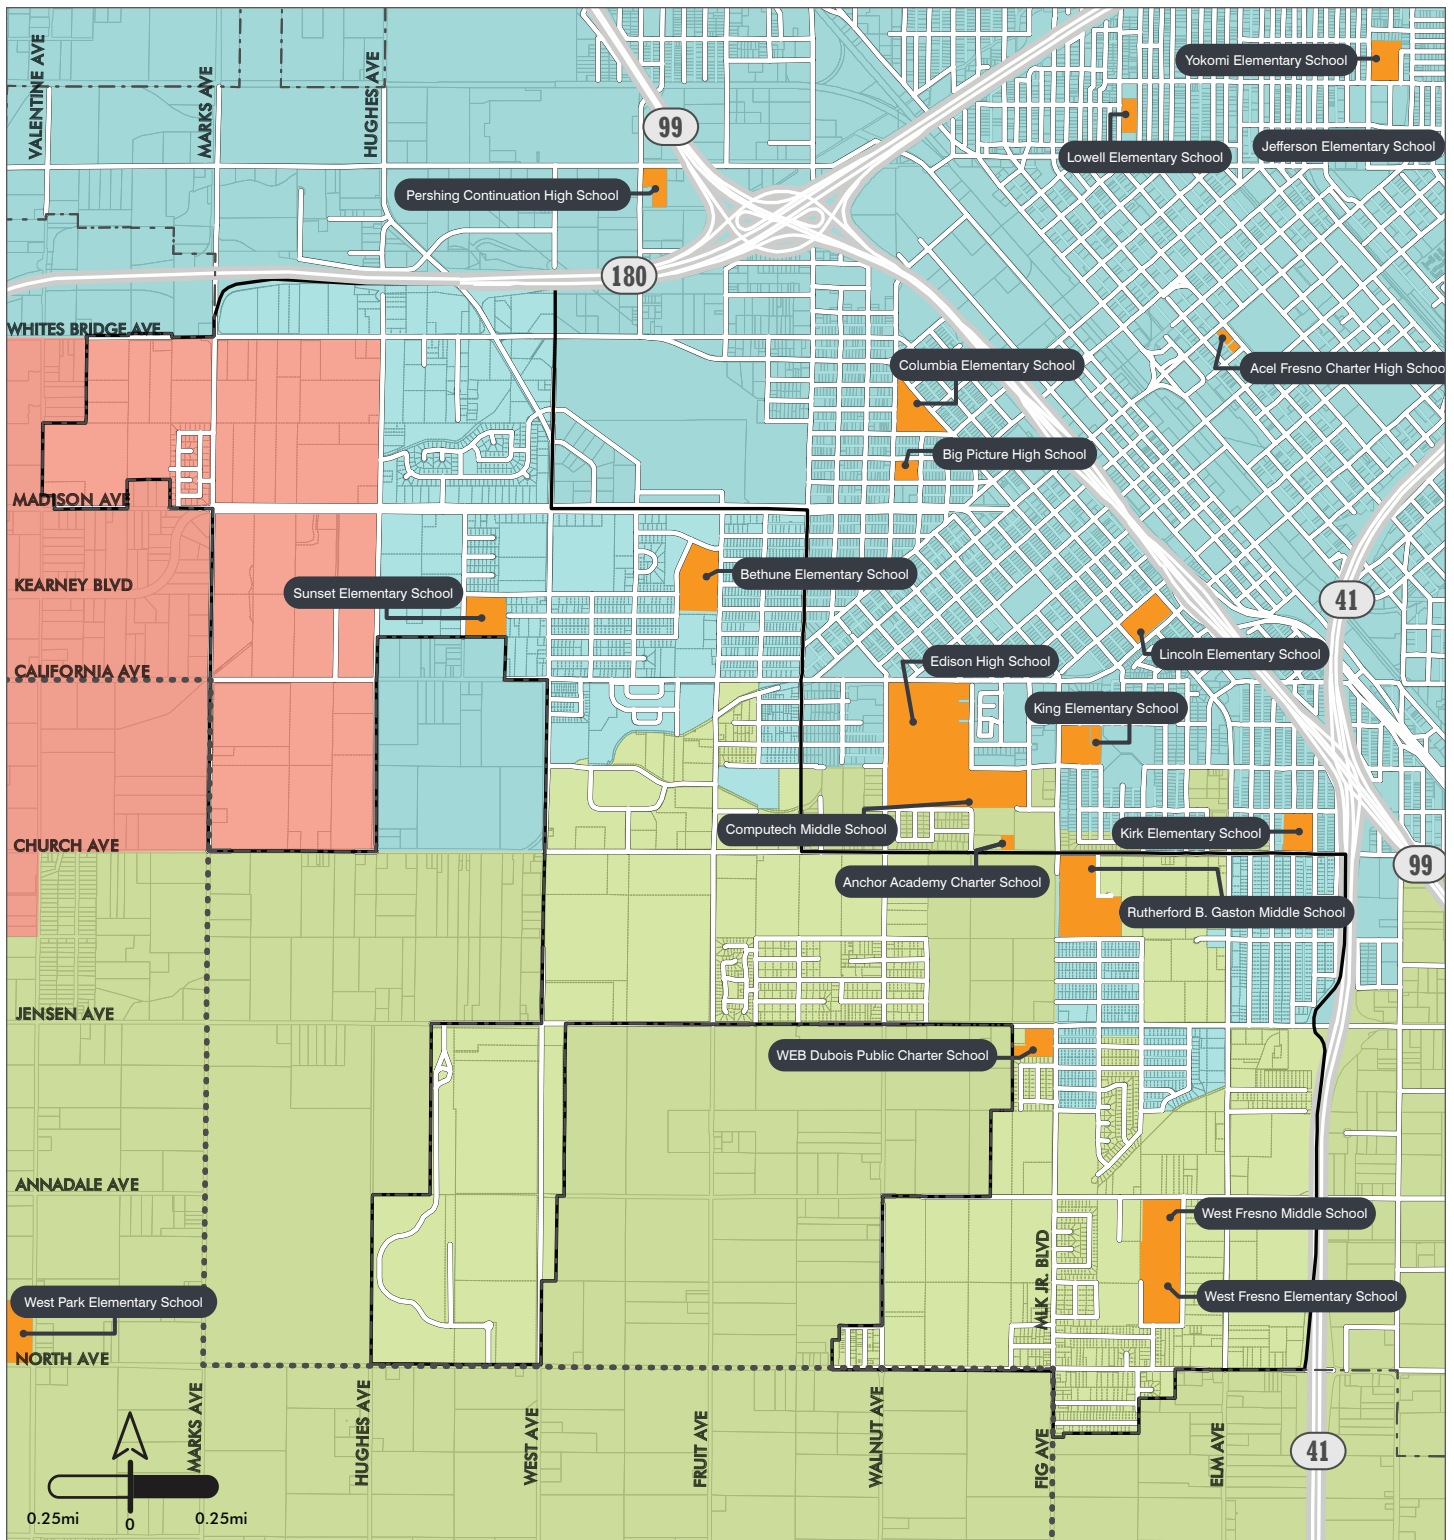 VALENTINE AVE
MARKS AVE
HUGHES AVE
99
Yokomi Elementary School
Lowell Elementary School
Jefferson Elementary School
Pershing Continuation High School
180
WHITES BRIDGE AVE
Columbia Elementary School
Acel Fresno Charter High Schoo
Big Picture High School
MADISON AVE
KEARNEY BLVD
Sunset Elementary School
Bethune Elementary School
41
CALIFORNIA AVE
Edison High School
Lincoln Elementary School
King Elementary School
CHURCH AVE
Computech Middle School
Kirk Elementary School
99
Anchor Academy Charter School
Rutherford B. Gaston Middle School
JENSEN AVE
WEB Dubois Public Charter School
ANNADALE AVE
West Fresno Middle School
MLK JR. BLVD
West Park Elementary School
West Fresno Elementary School
NORTH AVE
MARKS AVE
HUGHES AVE
WEST AVE
FRUIT AVE
WALNUT AVE
FIG AVE
ELM AVE
41
0.25mi
0
0.25mi